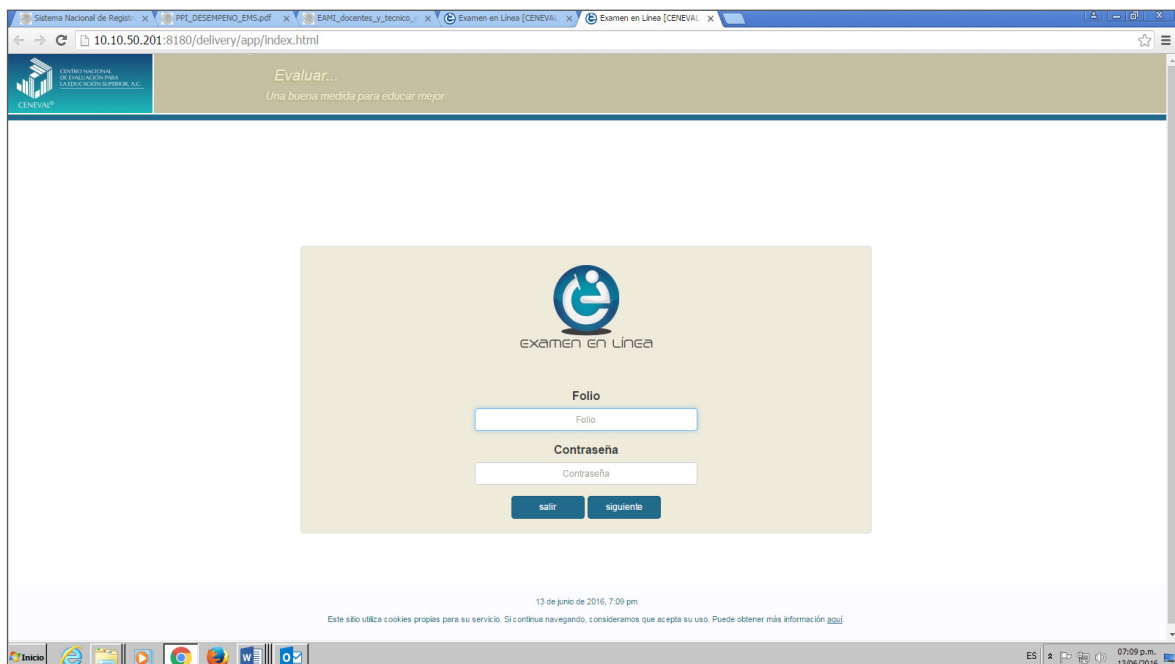 Sistema Nacional de Registr
PPI_DESEMPENO_EMS.pdf
EAMI_docentes_y_tecnico_
Examen en Línea [CENEVAL
Examen en Línea [CENEVAL
10.10.50.201:8180/delivery/app/index.html
CENTRO NACIONAL
DE EVALUACIÓN PARA
LA EDUCACIÓN SUPERIOR, A.C.
CENEVAL®
Evaluar...
Una buena medida para educar mejor
examen en línea
Folio
Folio
Contraseña
Contraseña
salir siguiente
13 de junio de 2016, 7:09 pm
Este sitio utiliza cookies propias para su servicio. Si continua navegando, consideramos que acepta su uso. Puede obtener más información aquí.
Inicio
ES
07:09 p.m.
13/06/2016